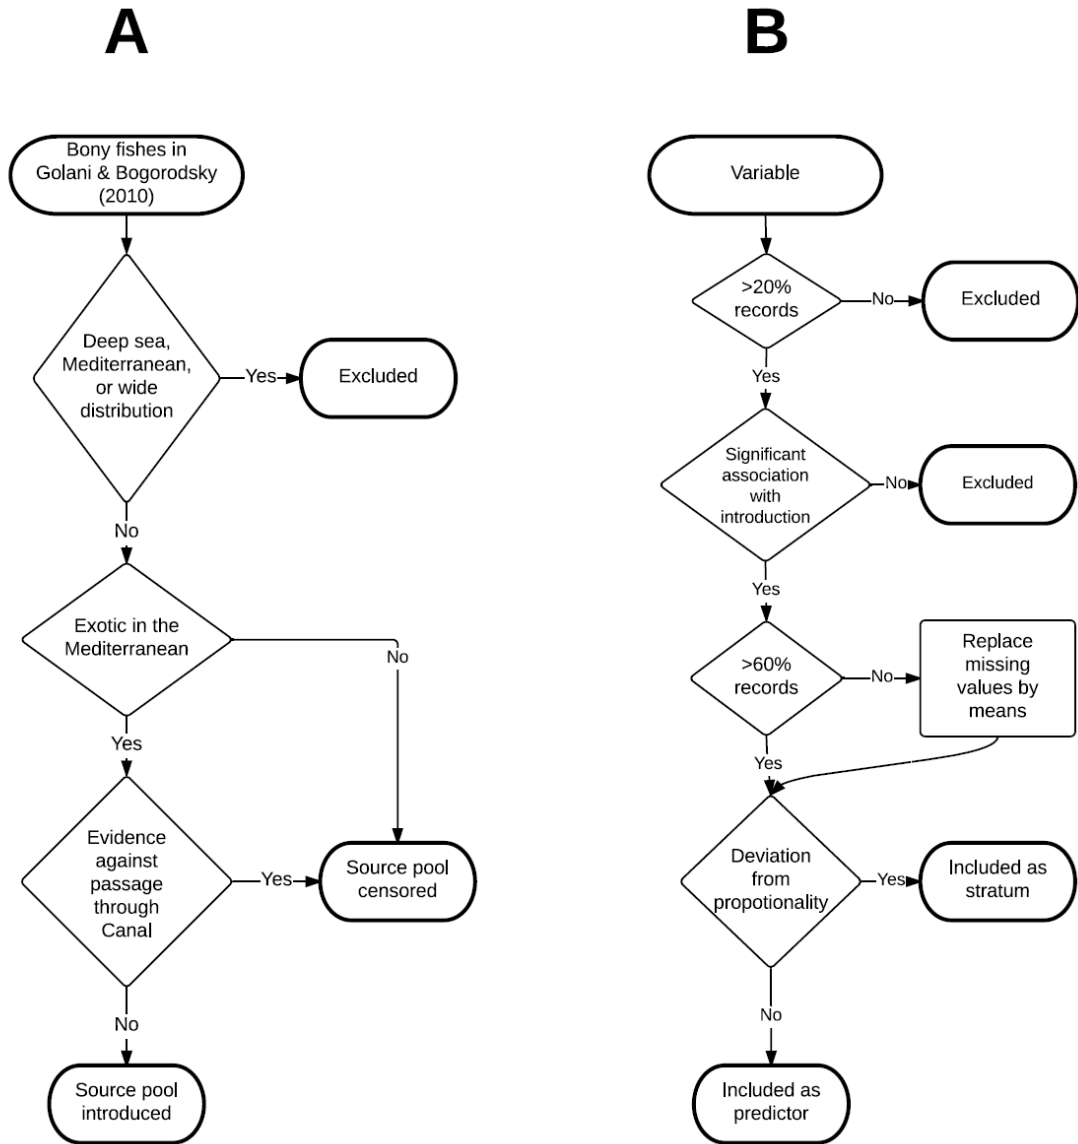 A
Bony fishes in
Golani & Bogorodsky
(2010)
Deep sea,
Mediterranean,
or wide
distribution
Yes
Excluded
No
Exotic in the
Mediterranean
No
Yes
Evidence
against
passage
through
Canal
Yes
Source pool
censored
No
Source pool
introduced
B
Variable
>20%
records
No
Excluded
Yes
Significant
association
with
introduction
No
Excluded
Yes
>60%
records
No
Replace
missing
values by
means
Yes
Deviation
from
propotionality
Yes
Included as
stratum
No
Included as
predictor